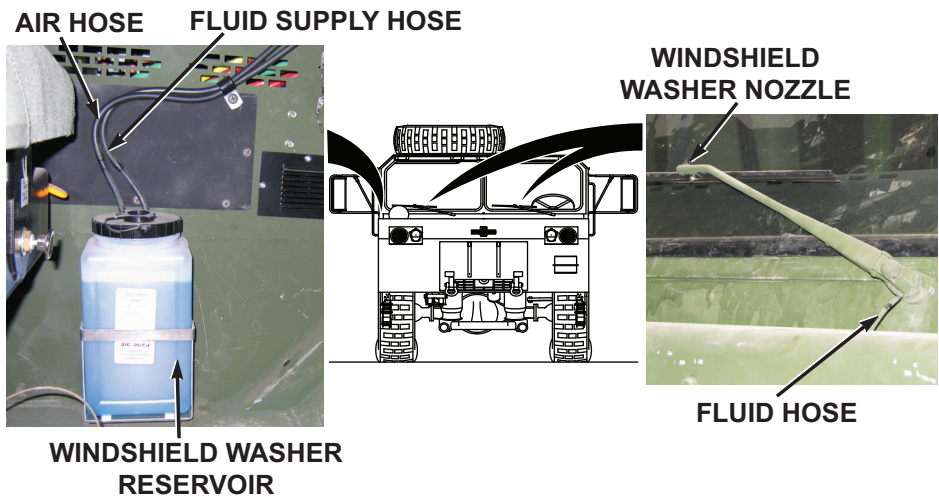 AIR HOSE
FLUID SUPPLY HOSE
WINDSHIELD
WASHER NOZZLE
FLUID HOSE
WINDSHIELD WASHER
RESERVOIR